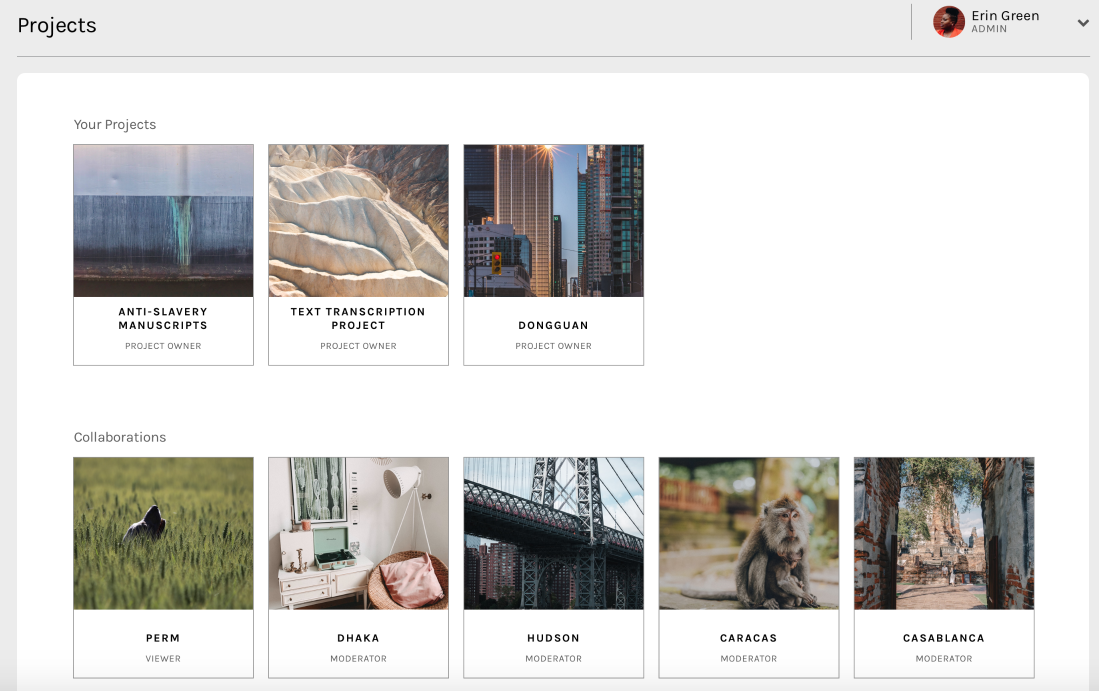 Projects
Erin Green
ADMIN
Your Projects
ANTI-SLAVERY
MANUSCRIPTS
PROJECT OWNER
TEXT TRANSCRIPTION
PROJECT
PROJECT OWNER
DONGGUAN
PROJECT OWNER
Collaborations
PERM
VIEWER
DHAKA
MODERATOR
HUDSON
MODERATOR
CARACAS
MODERATOR
CASABLANCA
MODERATOR